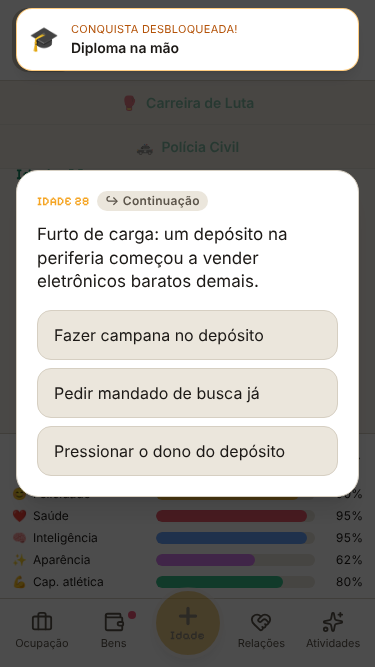 CONQUISTA DESBLOQUEADA!
Diploma na mão
Carreira de Luta
Polícia Civil
IDADE 28
↪ Continuação
Furto de carga: um depósito na
periferia começou a vender
eletrônicos baratos demais.
Fazer campana no depósito
Pedir mandado de busca já
Pressionar o dono do depósito
Saúde 95%
Inteligência 95%
Aparência 62%
Cap. atlética 80%
Ocupação
Bens
Idade
Relações
Atividades